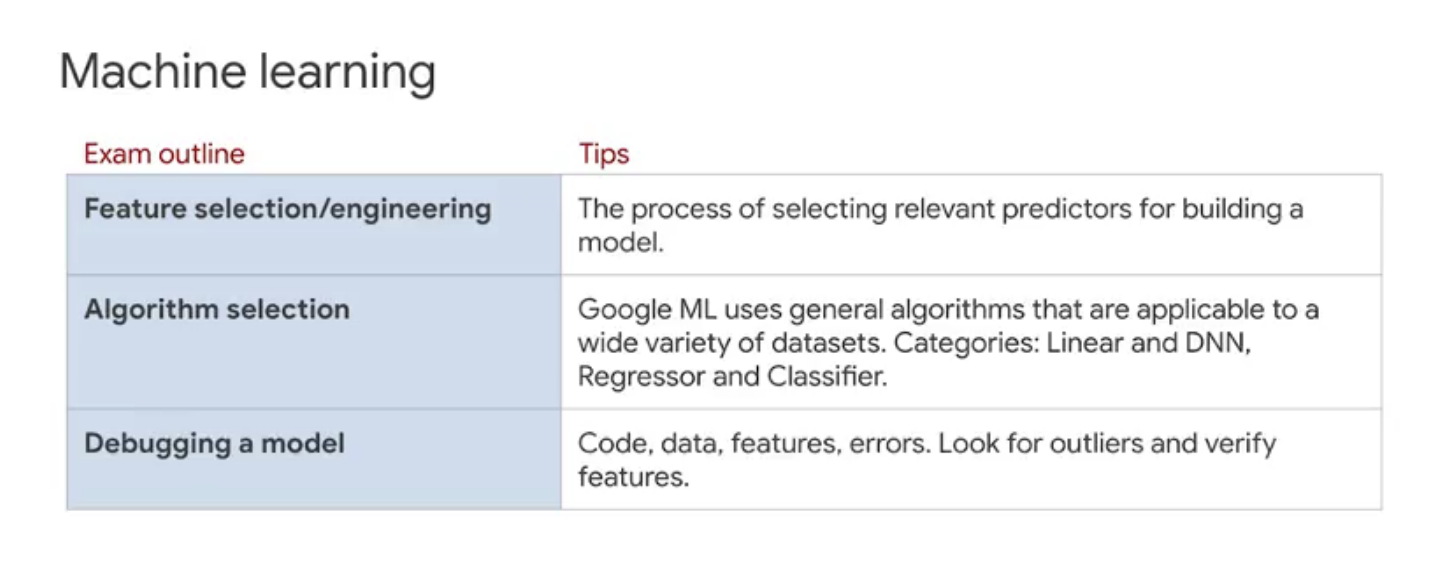 Machine learning
Exam outline
Tips
Feature selection/engineering
The process of selecting relevant predictors for building a
model.
Algorithm selection
Google ML uses general algorithms that are applicable to a
wide variety of datasets. Categories: Linear and DNN,
Regressor and Classifier.
Debugging a model
Code, data, features, errors. Look for outliers and verify
features.